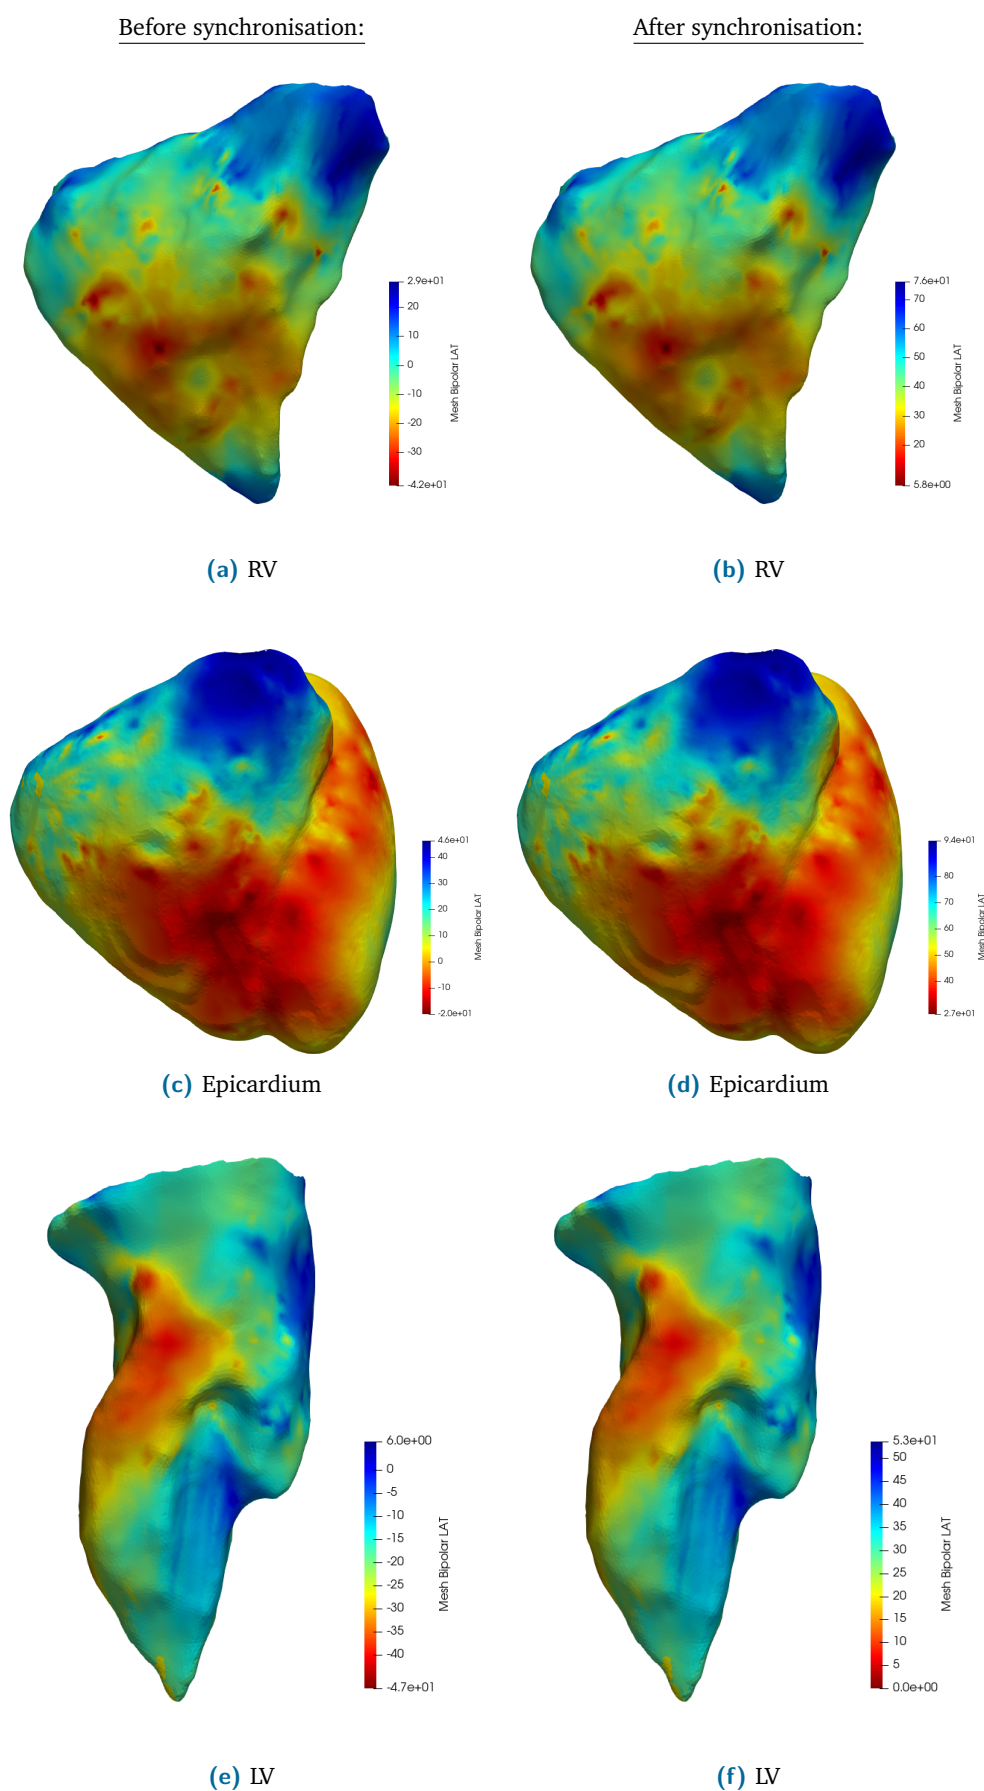 Before synchronisation:
After synchronisation:
2.9e+01
20
10
0
-10
-20
-30
-4.2e+01
Mesh Bipolar LAT
7.6e+01
70
60
50
40
30
20
5.8e+00
Mesh Bipolar LAT
(a) RV
(b) RV
4.6e+01
40
30
20
10
0
-10
-2.0e+01
Mesh Bipolar LAT
9.4e+01
80
70
60
50
40
2.7e+01
Mesh Bipolar LAT
(c) Epicardium
(d) Epicardium
6.0e+00
0
-5
-10
-15
-20
-25
-30
-35
-40
-4.7e+01
Mesh Bipolar LAT
5.3e+01
50
45
40
35
30
25
20
15
10
5
0.0e+00
Mesh Bipolar LAT
(e) LV
(f) LV